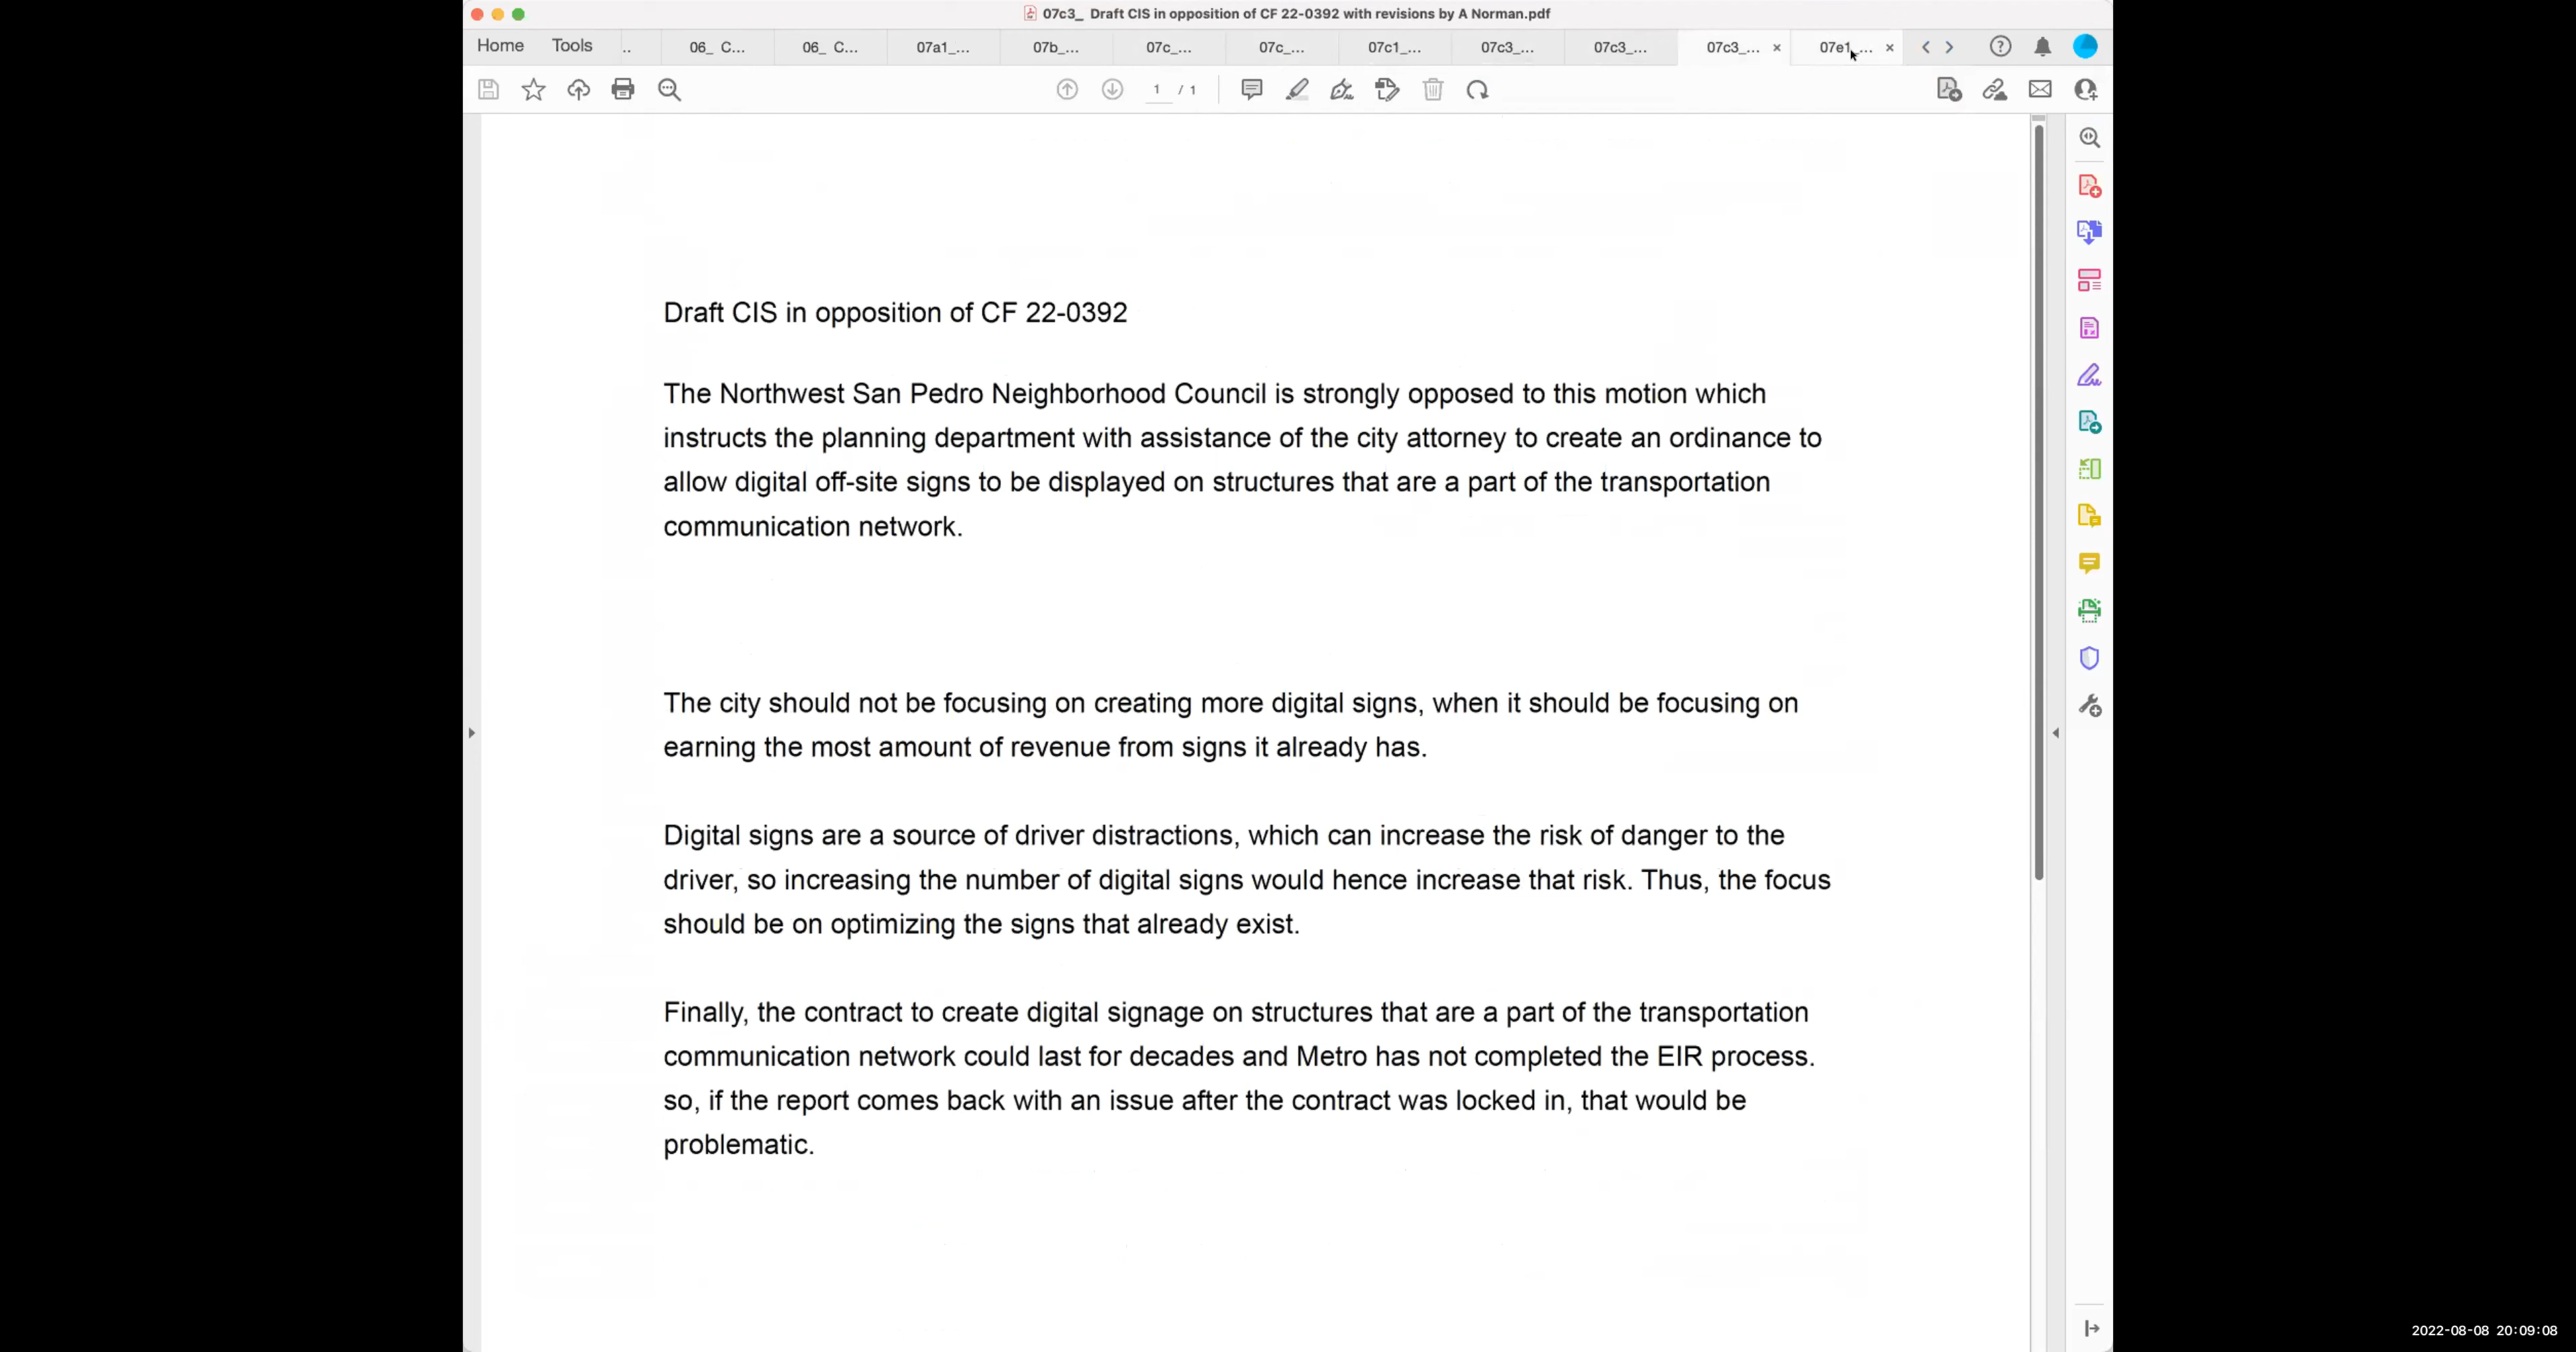 07c3_ Draft CIS in opposition of CF 22-0392 with revisions by A Norman.pdf
Home Tools .. 06_ C... 06_ C... 07a1_... 07b_... 07c_... 07c_... 07c1_... 07c3_... 07c3_... 07c3_... × 07e1_... ×
1 / 1
Draft CIS in opposition of CF 22-0392
The Northwest San Pedro Neighborhood Council is strongly opposed to this motion which
instructs the planning department with assistance of the city attorney to create an ordinance to
allow digital off-site signs to be displayed on structures that are a part of the transportation
communication network.
The city should not be focusing on creating more digital signs, when it should be focusing on
earning the most amount of revenue from signs it already has.
Digital signs are a source of driver distractions, which can increase the risk of danger to the
driver, so increasing the number of digital signs would hence increase that risk. Thus, the focus
should be on optimizing the signs that already exist.
Finally, the contract to create digital signage on structures that are a part of the transportation
communication network could last for decades and Metro has not completed the EIR process.
so, if the report comes back with an issue after the contract was locked in, that would be
problematic.
2022-08-08 20:09:08